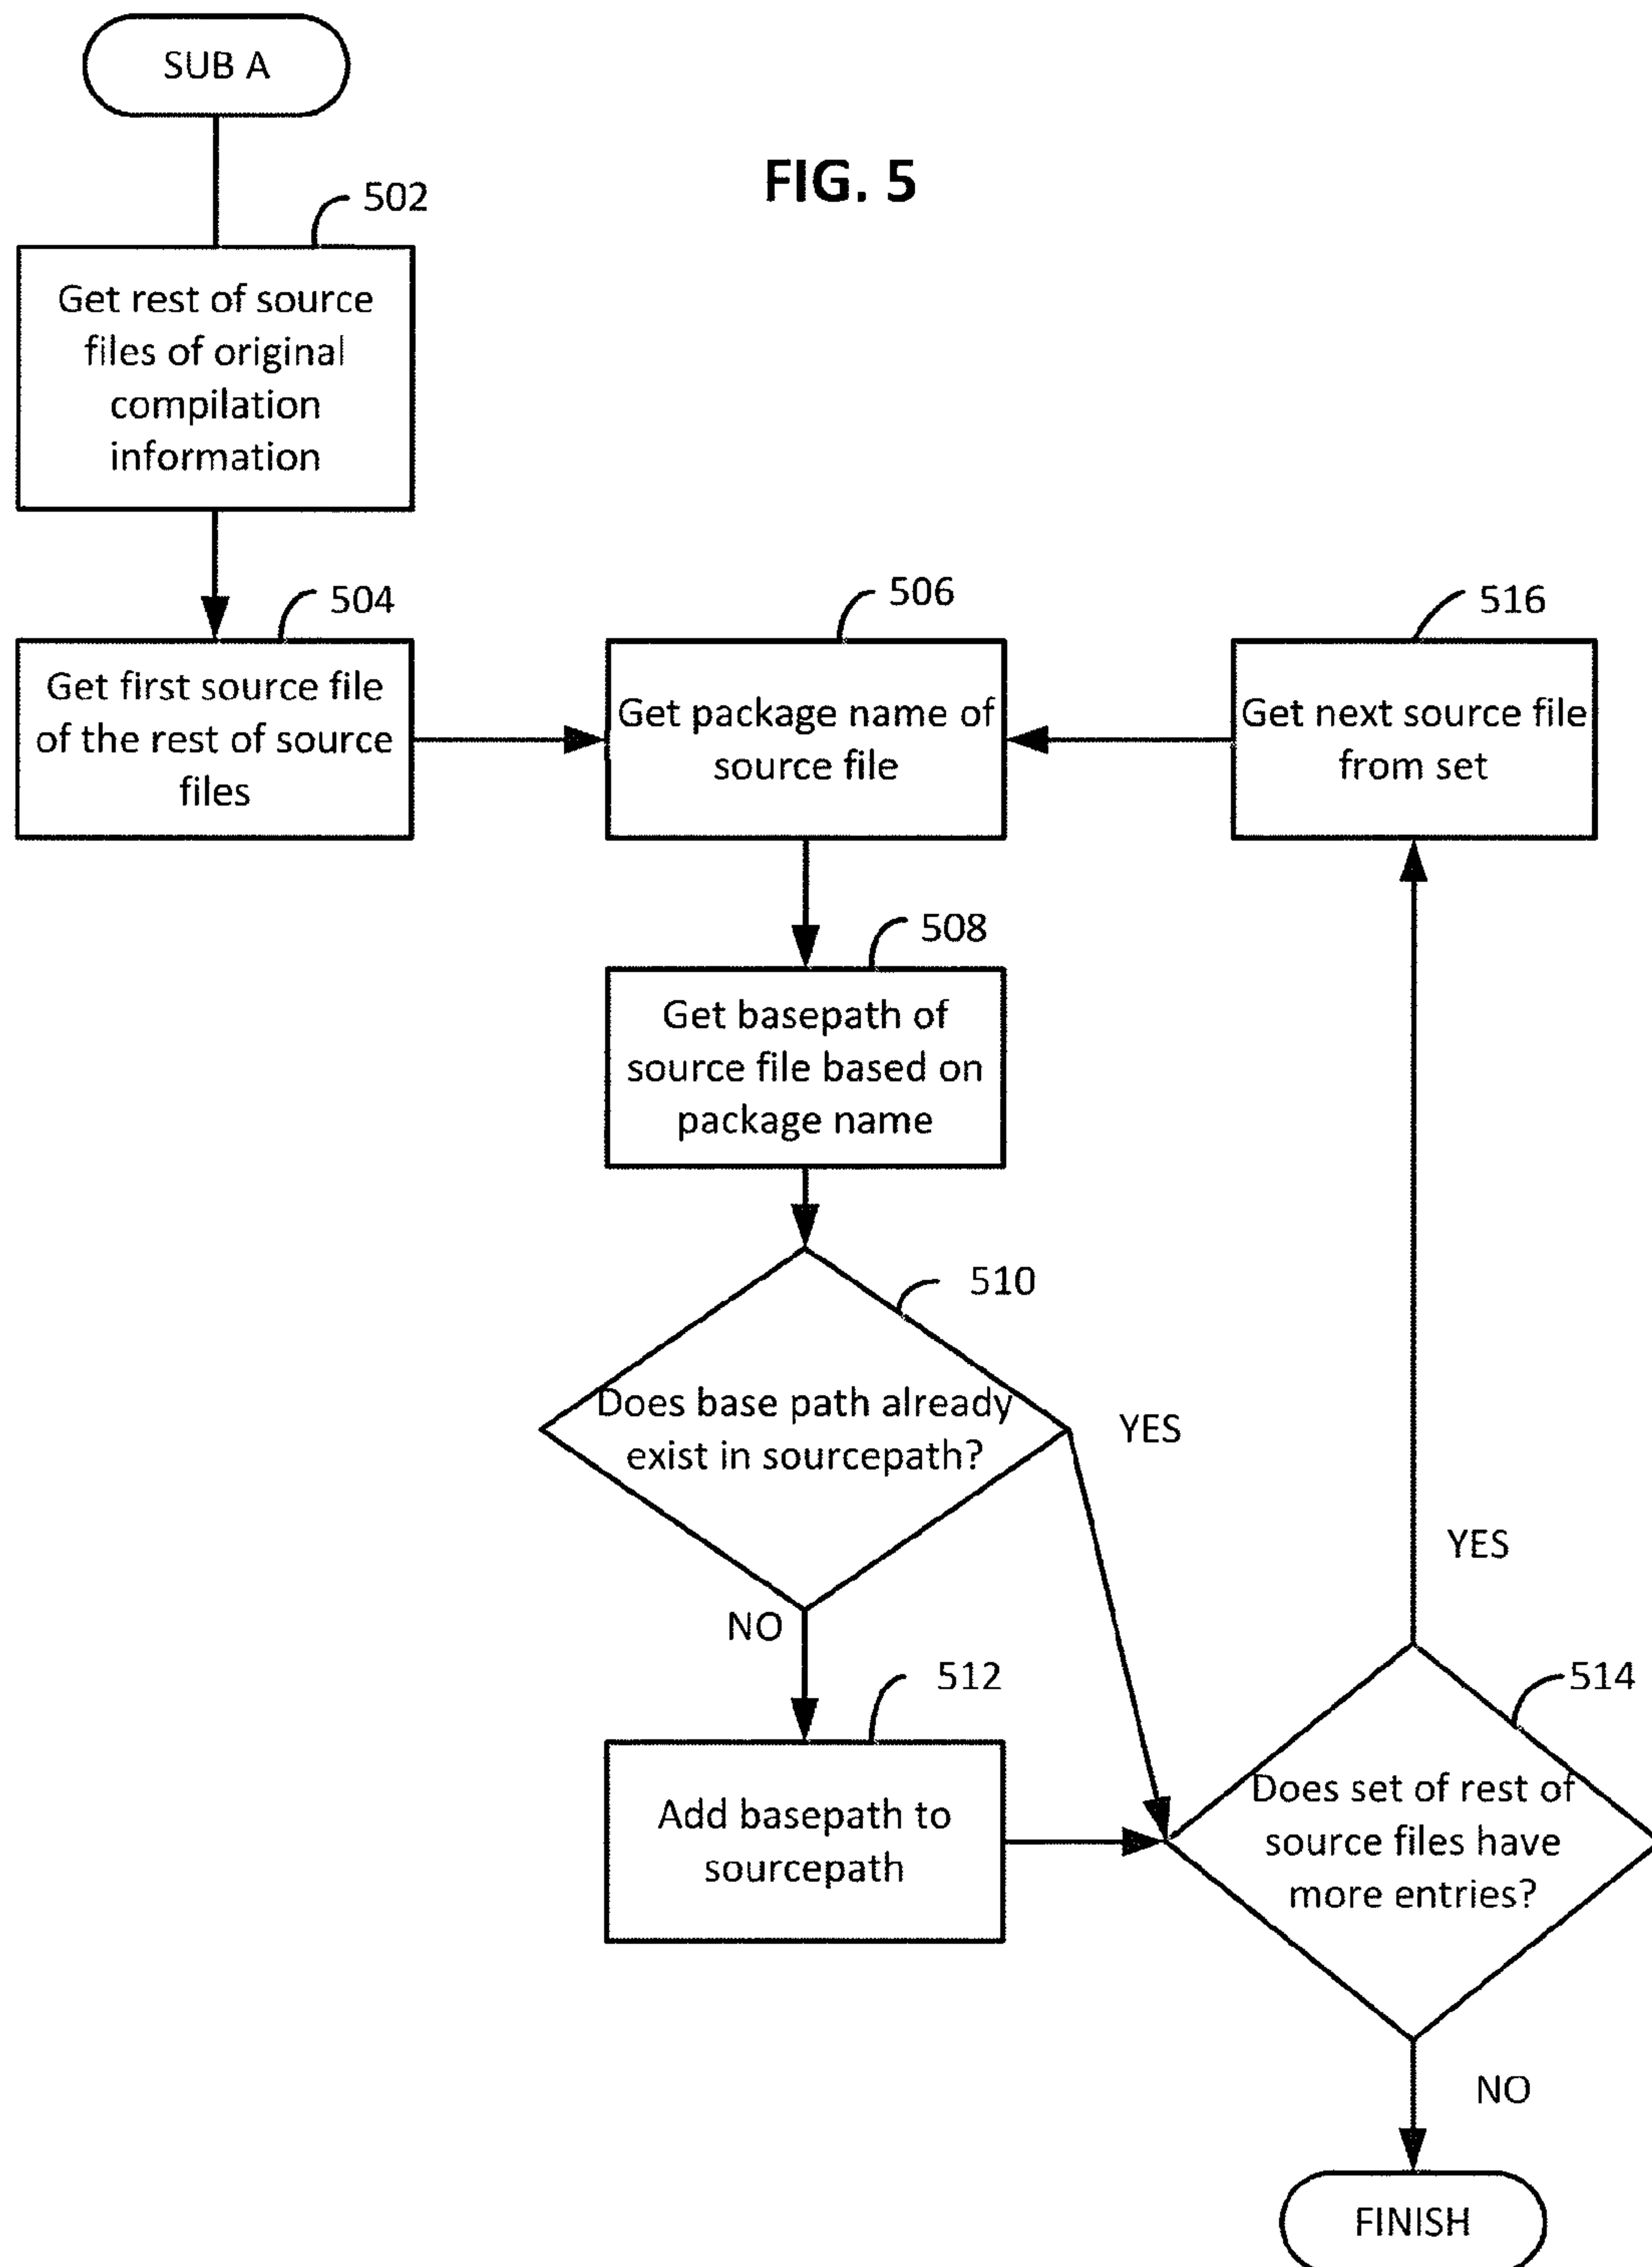 SUB A
FIG. 5
502
Get rest of source
files of original
compilation
information
504
Get first source file
of the rest of source
files
506
Get package name of
source file
516
Get next source file
from set
508
Get basepath of
source file based on
package name
510
Does base path already
exist in sourcepath?
YES
NO
YES
512
Add basepath to
sourcepath
514
Does set of rest of
source files have
more entries?
NO
FINISH